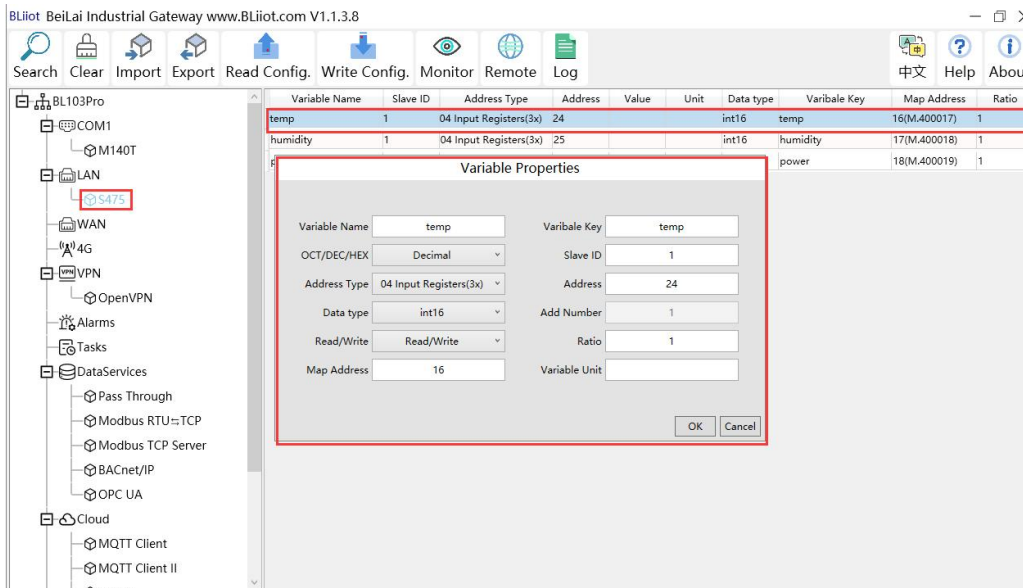 BLiiot BeiLai Industrial Gateway www.BLiiot.com V1.1.3.8
Search Clear Import Export Read Config. Write Config. Monitor Remote Log 中文 Help Abou
BL103Pro
COM1
M140T
LAN
S475
WAN
4G
VPN
OpenVPN
Alarms
Tasks
DataServices
Pass Through
Modbus RTU⇆TCP
Modbus TCP Server
BACnet/IP
OPC UA
Cloud
MQTT Client
MQTT Client II
Variable Name Slave ID Address Type Address Value Unit Data type Varibale Key Map Address Ratio
temp 1 04 Input Registers(3x) 24 int16 temp 16(M.400017) 1
humidity 1 04 Input Registers(3x) 25 int16 humidity 17(M.400018) 1
power 18(M.400019) 1
Variable Properties
Variable Name temp Varibale Key temp
OCT/DEC/HEX Decimal Slave ID 1
Address Type 04 Input Registers(3x) Address 24
Data type int16 Add Number 1
Read/Write Read/Write Ratio 1
Map Address 16 Variable Unit
OK Cancel